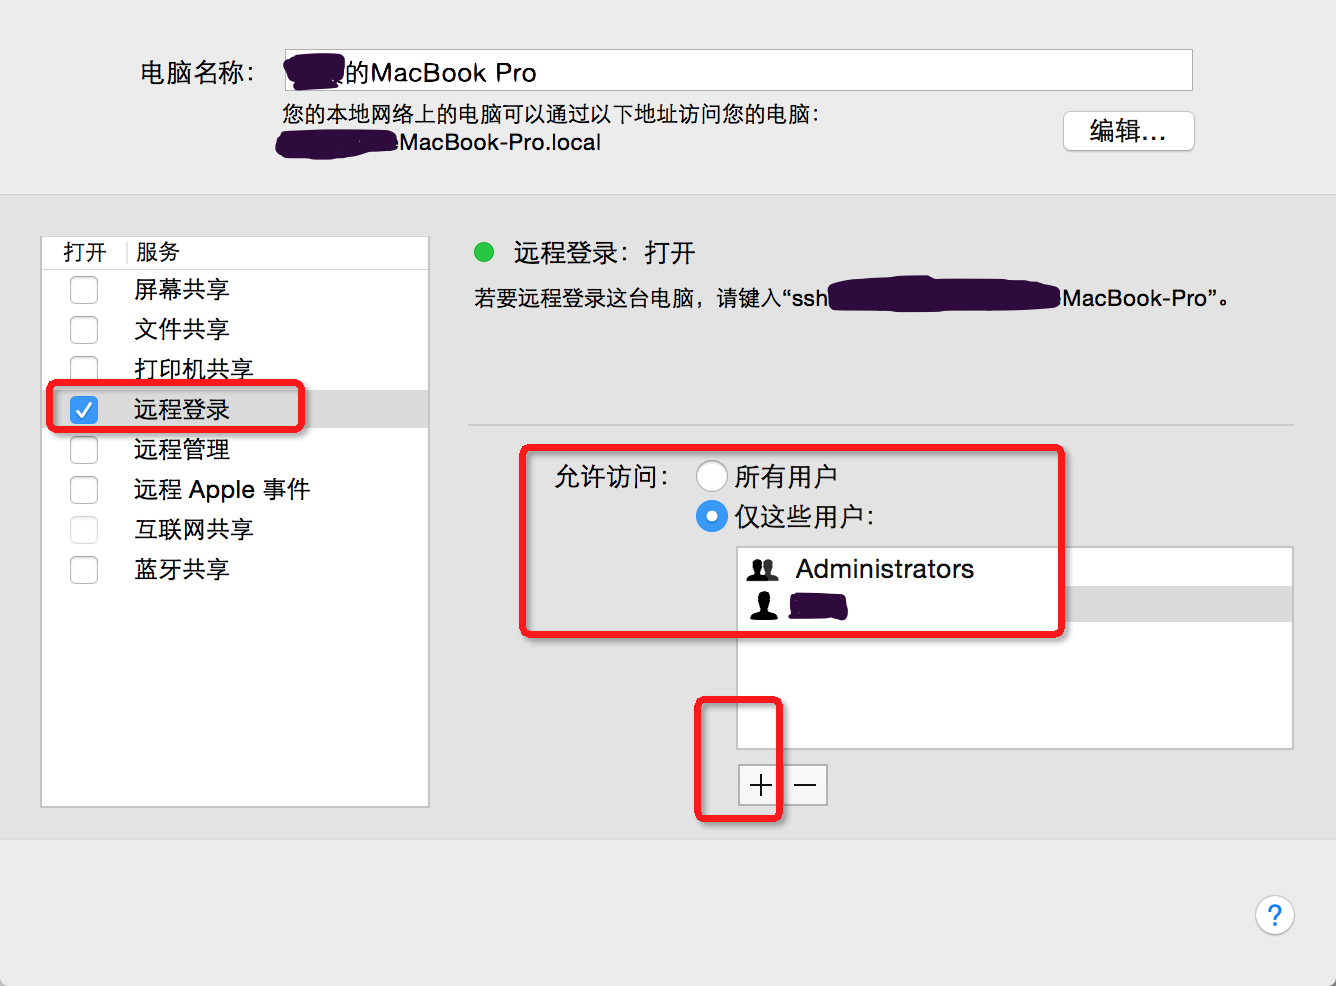 电脑名称：
的MacBook Pro
您的本地网络上的电脑可以通过以下地址访问您的电脑：
MacBook-Pro.local
编辑...
打开 服务
屏幕共享
文件共享
打印机共享
远程登录
远程管理
远程 Apple 事件
互联网共享
蓝牙共享
远程登录：打开
若要远程登录这台电脑，请键入“ssh MacBook-Pro”。
允许访问：
所有用户
仅这些用户：
Administrators
?